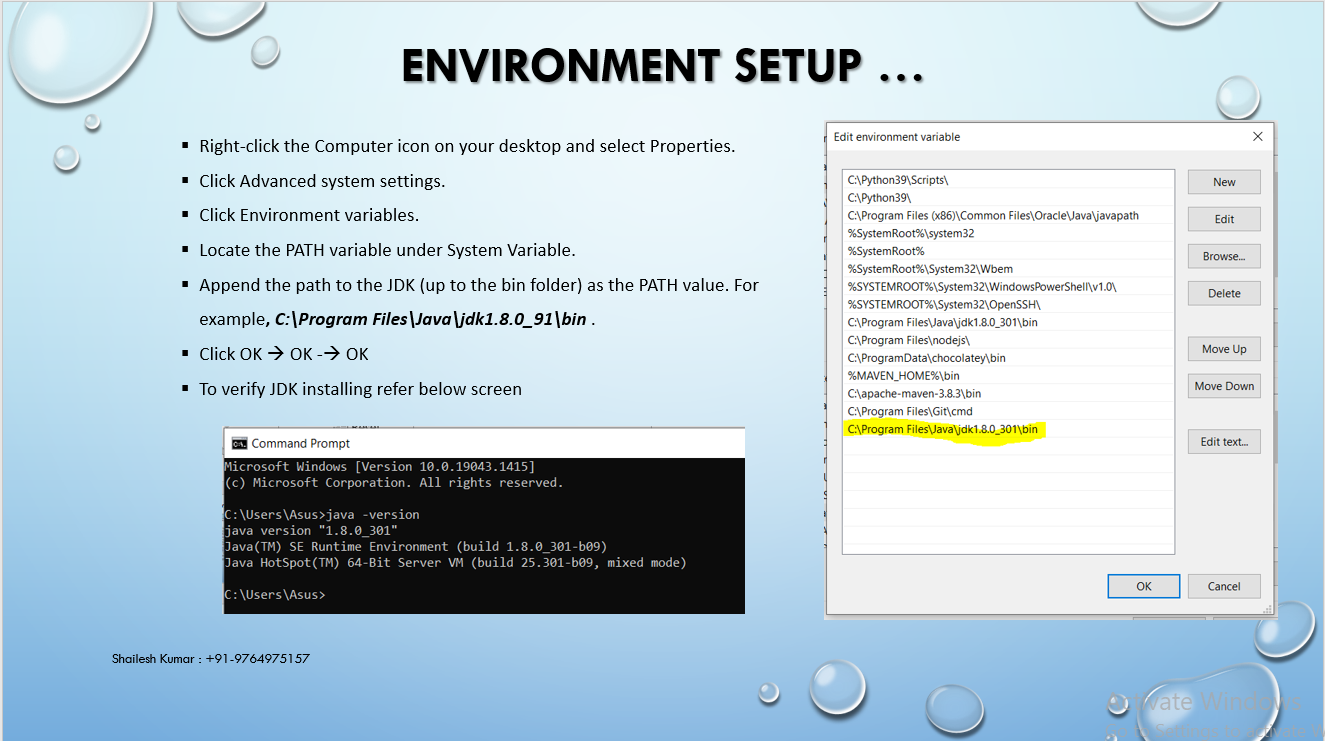 ENVIRONMENT SETUP ...
▪ Right-click the Computer icon on your desktop and select Properties.
▪ Click Advanced system settings.
▪ Click Environment variables.
▪ Locate the PATH variable under System Variable.
▪ Append the path to the JDK (up to the bin folder) as the PATH value. For
example, C:\Program Files\Java\jdk1.8.0_91\bin .
▪ Click OK → OK -→ OK
▪ To verify JDK installing refer below screen
Command Prompt
Microsoft Windows [Version 10.0.19043.1415]
(c) Microsoft Corporation. All rights reserved.
C:\Users\Asus>java -version
java version "1.8.0_301"
Java(TM) SE Runtime Environment (build 1.8.0_301-b09)
Java HotSpot(TM) 64-Bit Server VM (build 25.301-b09, mixed mode)
C:\Users\Asus>
Edit environment variable
C:\Python39\Scripts\
C:\Python39\
C:\Program Files (x86)\Common Files\Oracle\Java\javapath
%SystemRoot%\system32
%SystemRoot%
%SystemRoot%\System32\Wbem
%SYSTEMROOT%\System32\WindowsPowerShell\v1.0\
%SYSTEMROOT%\System32\OpenSSH\
C:\Program Files\Java\jdk1.8.0_301\bin
C:\Program Files\nodejs\
C:\ProgramData\chocolatey\bin
%MAVEN_HOME%\bin
C:\apache-maven-3.8.3\bin
C:\Program Files\Git\cmd
C:\Program Files\Java\jdk1.8.0_301\bin
New
Edit
Browse...
Delete
Move Up
Move Down
Edit text...
OK
Cancel
Shailesh Kumar : +91-9764975157
Activate Windows